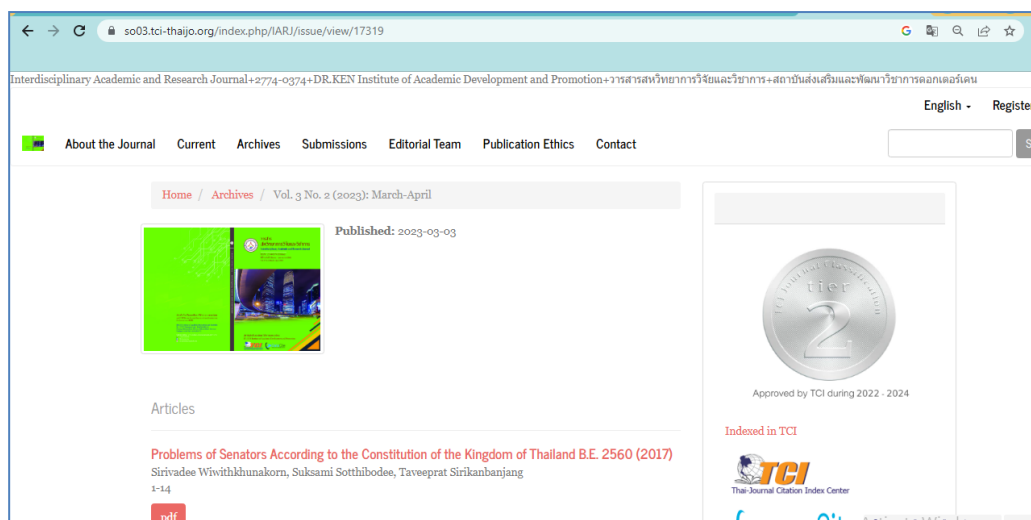 so03.tci-thaijo.org/index.php/IARJ/issue/view/17319
Interdisciplinary Academic and Research Journal+2774-0374+DR.KEN Institute of Academic Development and Promotion+วารสารสหวิทยาการวิจัยและวิชาการ+สถาบันส่งเสริมและพัฒนาวิชาการดอกเตอร์เคน
English Registe
About the Journal Current Archives Submissions Editorial Team Publication Ethics Contact
Home / Archives / Vol. 3 No. 2 (2023): March-April
Published: 2023-03-03
TCI Journal Classification
tier
2
Approved by TCI during 2022 - 2024
Articles
Indexed in TCI
Problems of Senators According to the Constitution of the Kingdom of Thailand B.E. 2560 (2017)
Sirivadee Wiwithkhunakorn, Suksami Sotthibodee, Taveeprat Sirikanbanjang
1-14
TCI
Thai-Journal Citation Index Center
pdf